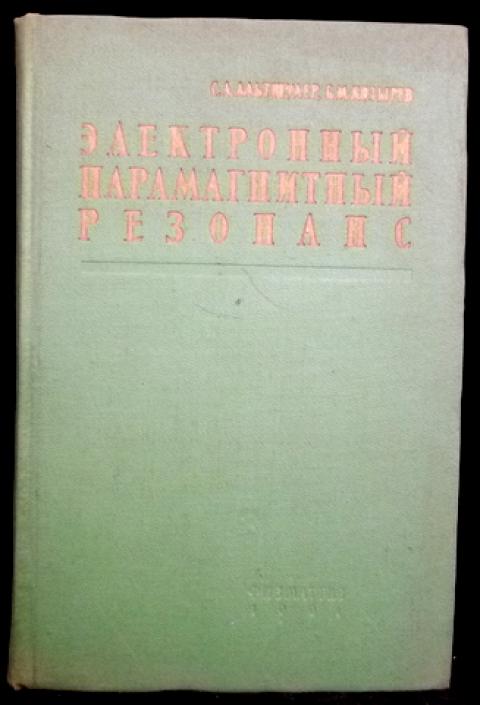 С.А.АЛЬТШУЛЕР, Б.М.КОЗЫРЕВ
ЭЛЕКТРОННЫЙ
ПАРАМАГНИТНЫЙ
РЕЗОНАНС
ФИЗМАТГИЗ